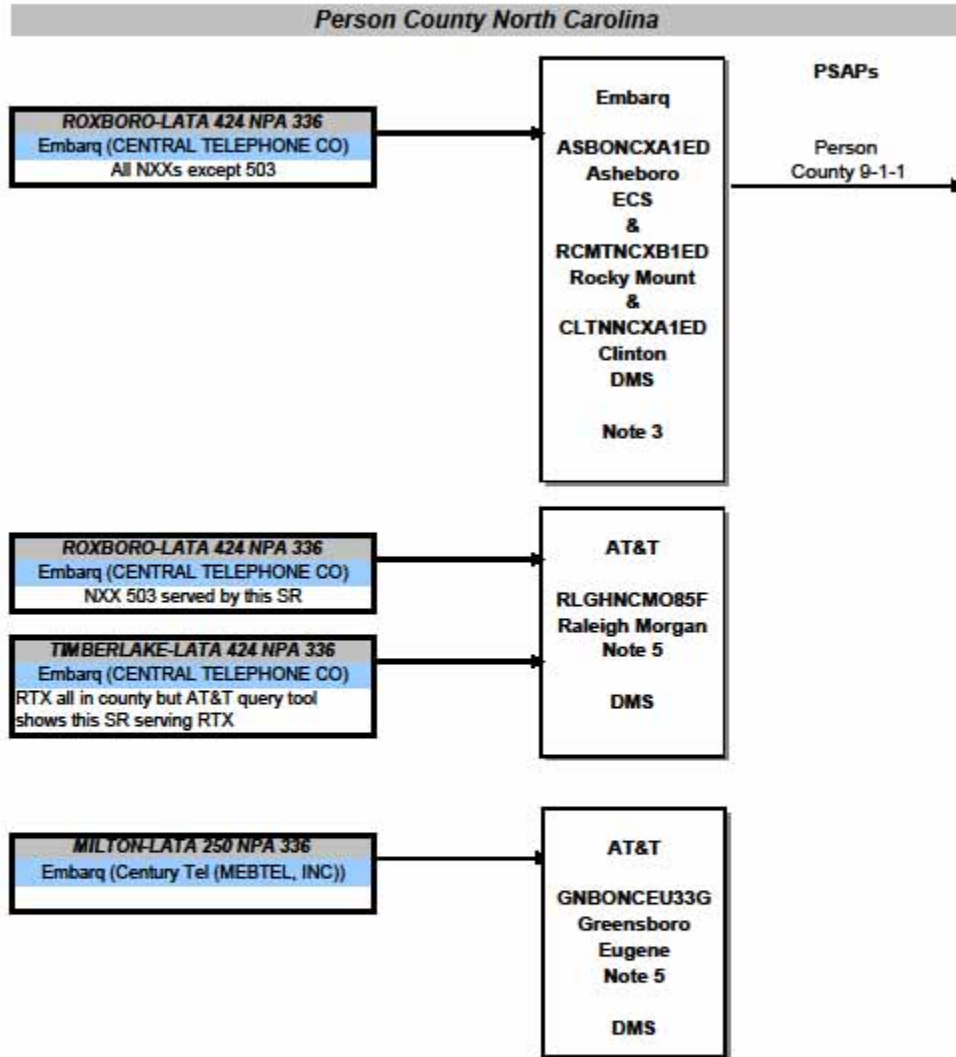 Person County North Carolina
ROXBORO-LATA 424 NPA 336
Embarq (CENTRAL TELEPHONE CO)
All NXXs except 503
Embarq
ASBONCXA1ED
Asheboro
ECS
&
RCMTNCXB1ED
Rocky Mount
&
CLTNNCXA1ED
Clinton
DMS
Note 3
PSAPs
Person
County 9-1-1
ROXBORO-LATA 424 NPA 336
Embarq (CENTRAL TELEPHONE CO)
NXX 503 served by this SR
TIMBERLAKE-LATA 424 NPA 336
Embarq (CENTRAL TELEPHONE CO)
RTX all in county but AT&T query tool
shows this SR serving RTX
AT&T
RLGHNCMO85F
Raleigh Morgan
Note 5
DMS
MILTON-LATA 250 NPA 336
Embarq (Century Tel (MEBTEL, INC))
AT&T
GNBONCEU33G
Greensboro
Eugene
Note 5
DMS